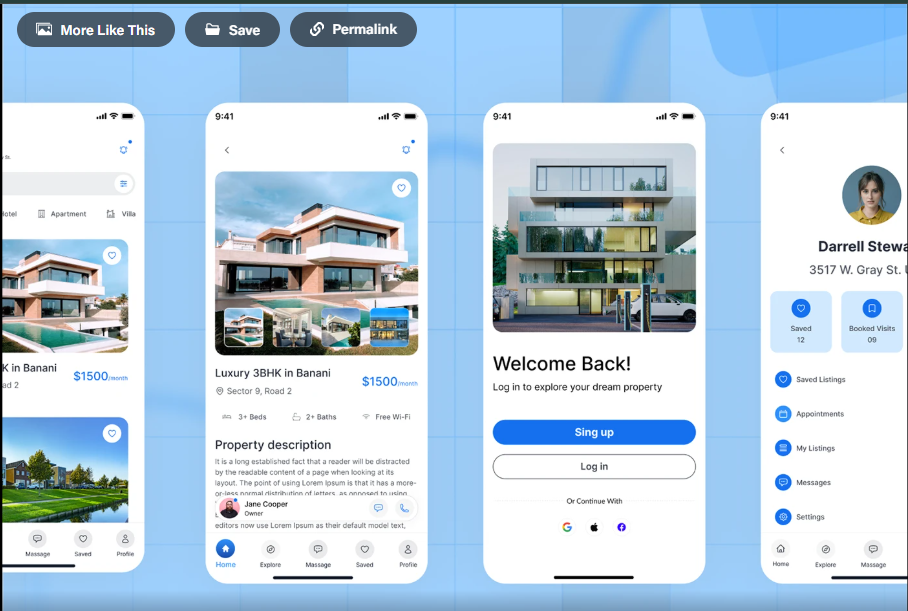 More Like This
Save
Permalink
y St.
Hotel
Apartment
Villa
K in Banani
ad 2
$1500/month
Massage
Saved
Profile
9:41
Luxury 3BHK in Banani
Sector 9, Road 2
$1500/month
3+ Beds
2+ Baths
Free Wi-Fi
Property description
It is a long established fact that a reader will be distracted
by the readable content of a page when looking at its
layout. The point of using Lorem Ipsum is that it has a more-
or-less normal distribution of letters, as opposed to using
Jane Cooper
Owner
editors now use Lorem Ipsum as their default model text,
Home
Explore
Massage
Saved
Profile
9:41
Welcome Back!
Log in to explore your dream property
Sing up
Log in
Or Continue With
9:41
Darrell Stewa
3517 W. Gray St. U
Saved
12
Booked Visits
09
Saved Listings
Appointments
My Listings
Messages
Settings
Home
Explore
Massage